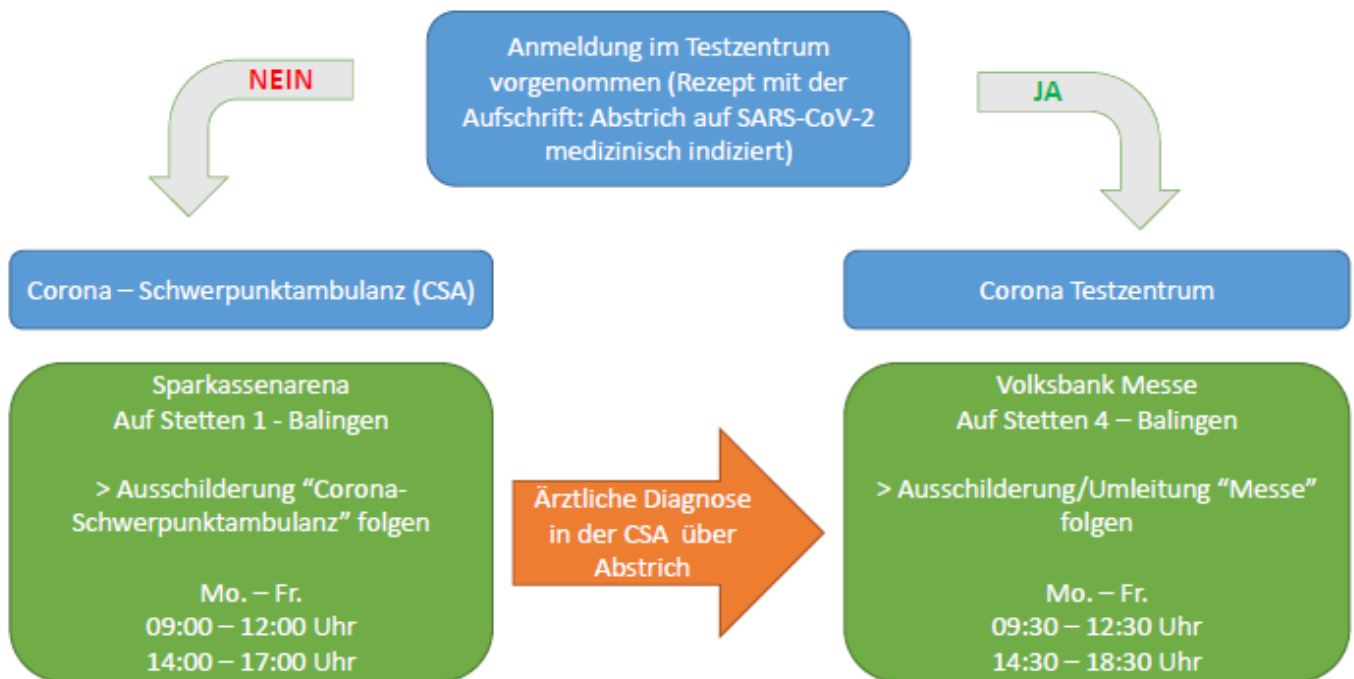 Anmeldung im Testzentrum
vorgenommen (Rezept mit der
Aufschrift: Abstrich auf SARS-CoV-2
medizinisch indiziert)
NEIN
JA
Corona – Schwerpunktambulanz (CSA)
Corona Testzentrum
Sparkassenarena
Auf Stetten 1 - Balingen
> Ausschilderung “Corona-
Schwerpunktambulanz” folgen
Mo. – Fr.
09:00 – 12:00 Uhr
14:00 – 17:00 Uhr
Ärztliche Diagnose
in der CSA über
Abstrich
Volksbank Messe
Auf Stetten 4 – Balingen
> Ausschilderung/Umleitung “Messe”
folgen
Mo. – Fr.
09:30 – 12:30 Uhr
14:30 – 18:30 Uhr